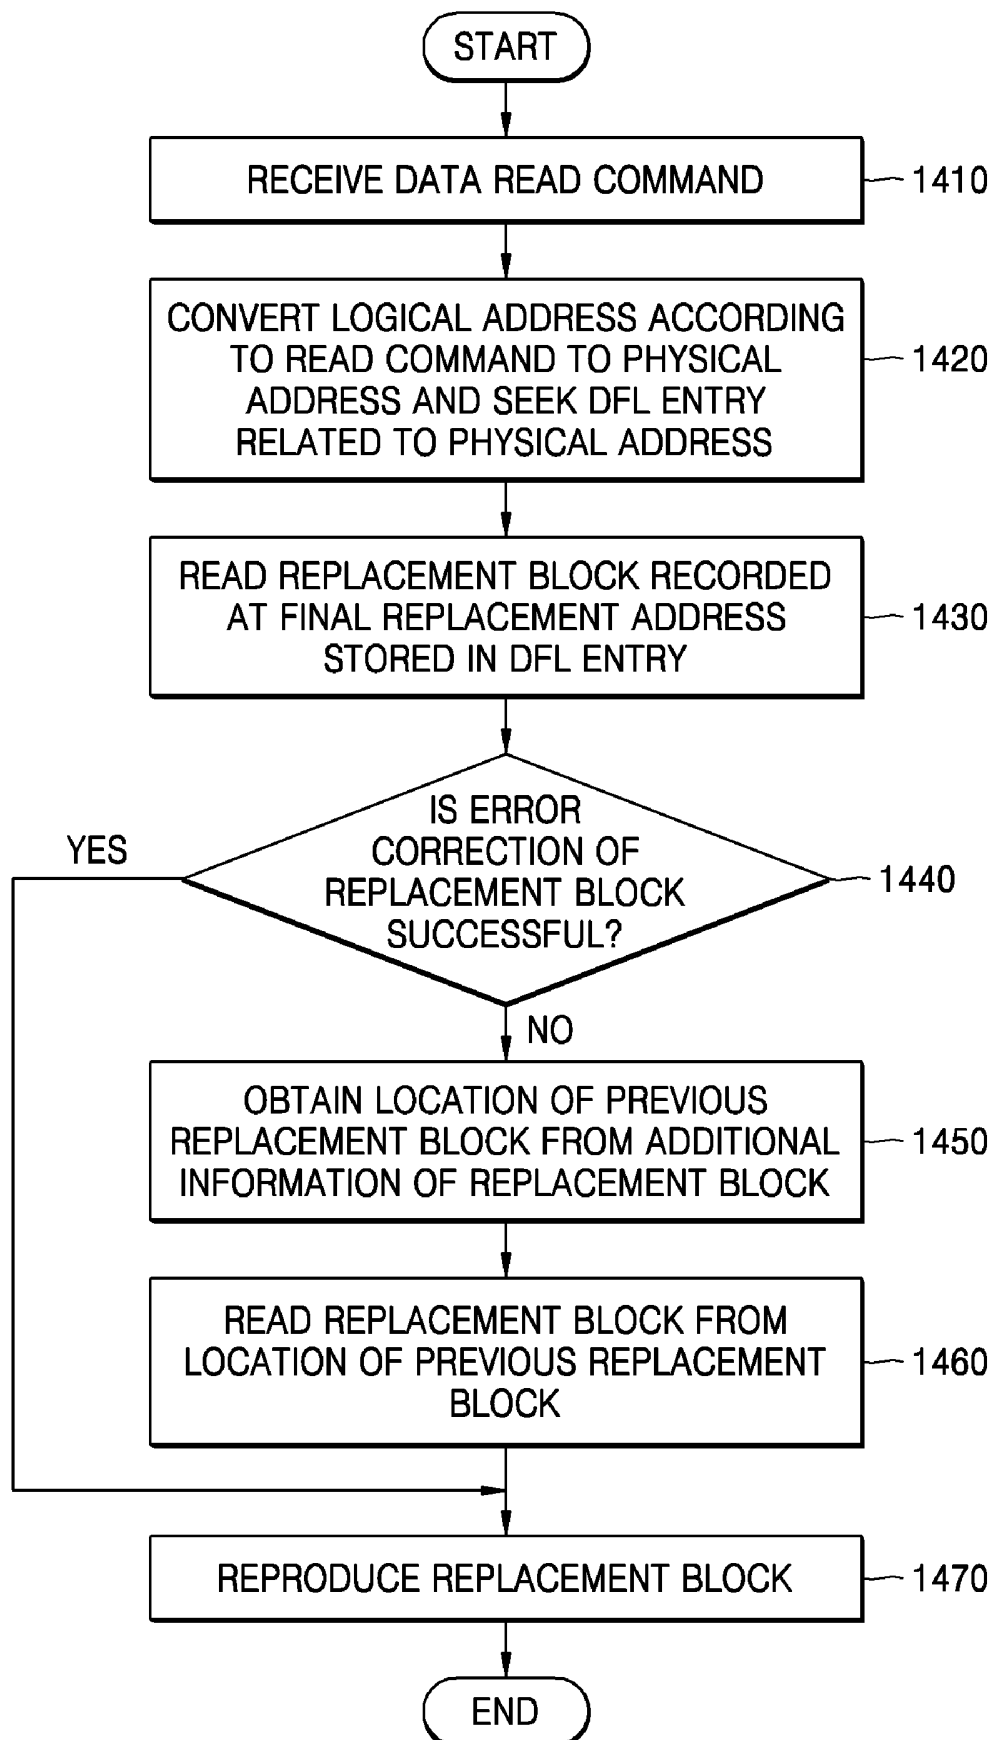 START
RECEIVE DATA READ COMMAND
1410
CONVERT LOGICAL ADDRESS ACCORDING
TO READ COMMAND TO PHYSICAL
ADDRESS AND SEEK DFL ENTRY
RELATED TO PHYSICAL ADDRESS
1420
READ REPLACEMENT BLOCK RECORDED
AT FINAL REPLACEMENT ADDRESS
STORED IN DFL ENTRY
1430
IS ERROR
CORRECTION OF
REPLACEMENT BLOCK
SUCCESSFUL?
YES
1440
NO
OBTAIN LOCATION OF PREVIOUS
REPLACEMENT BLOCK FROM ADDITIONAL
INFORMATION OF REPLACEMENT BLOCK
1450
READ REPLACEMENT BLOCK FROM
LOCATION OF PREVIOUS REPLACEMENT
BLOCK
1460
REPRODUCE REPLACEMENT BLOCK
1470
END